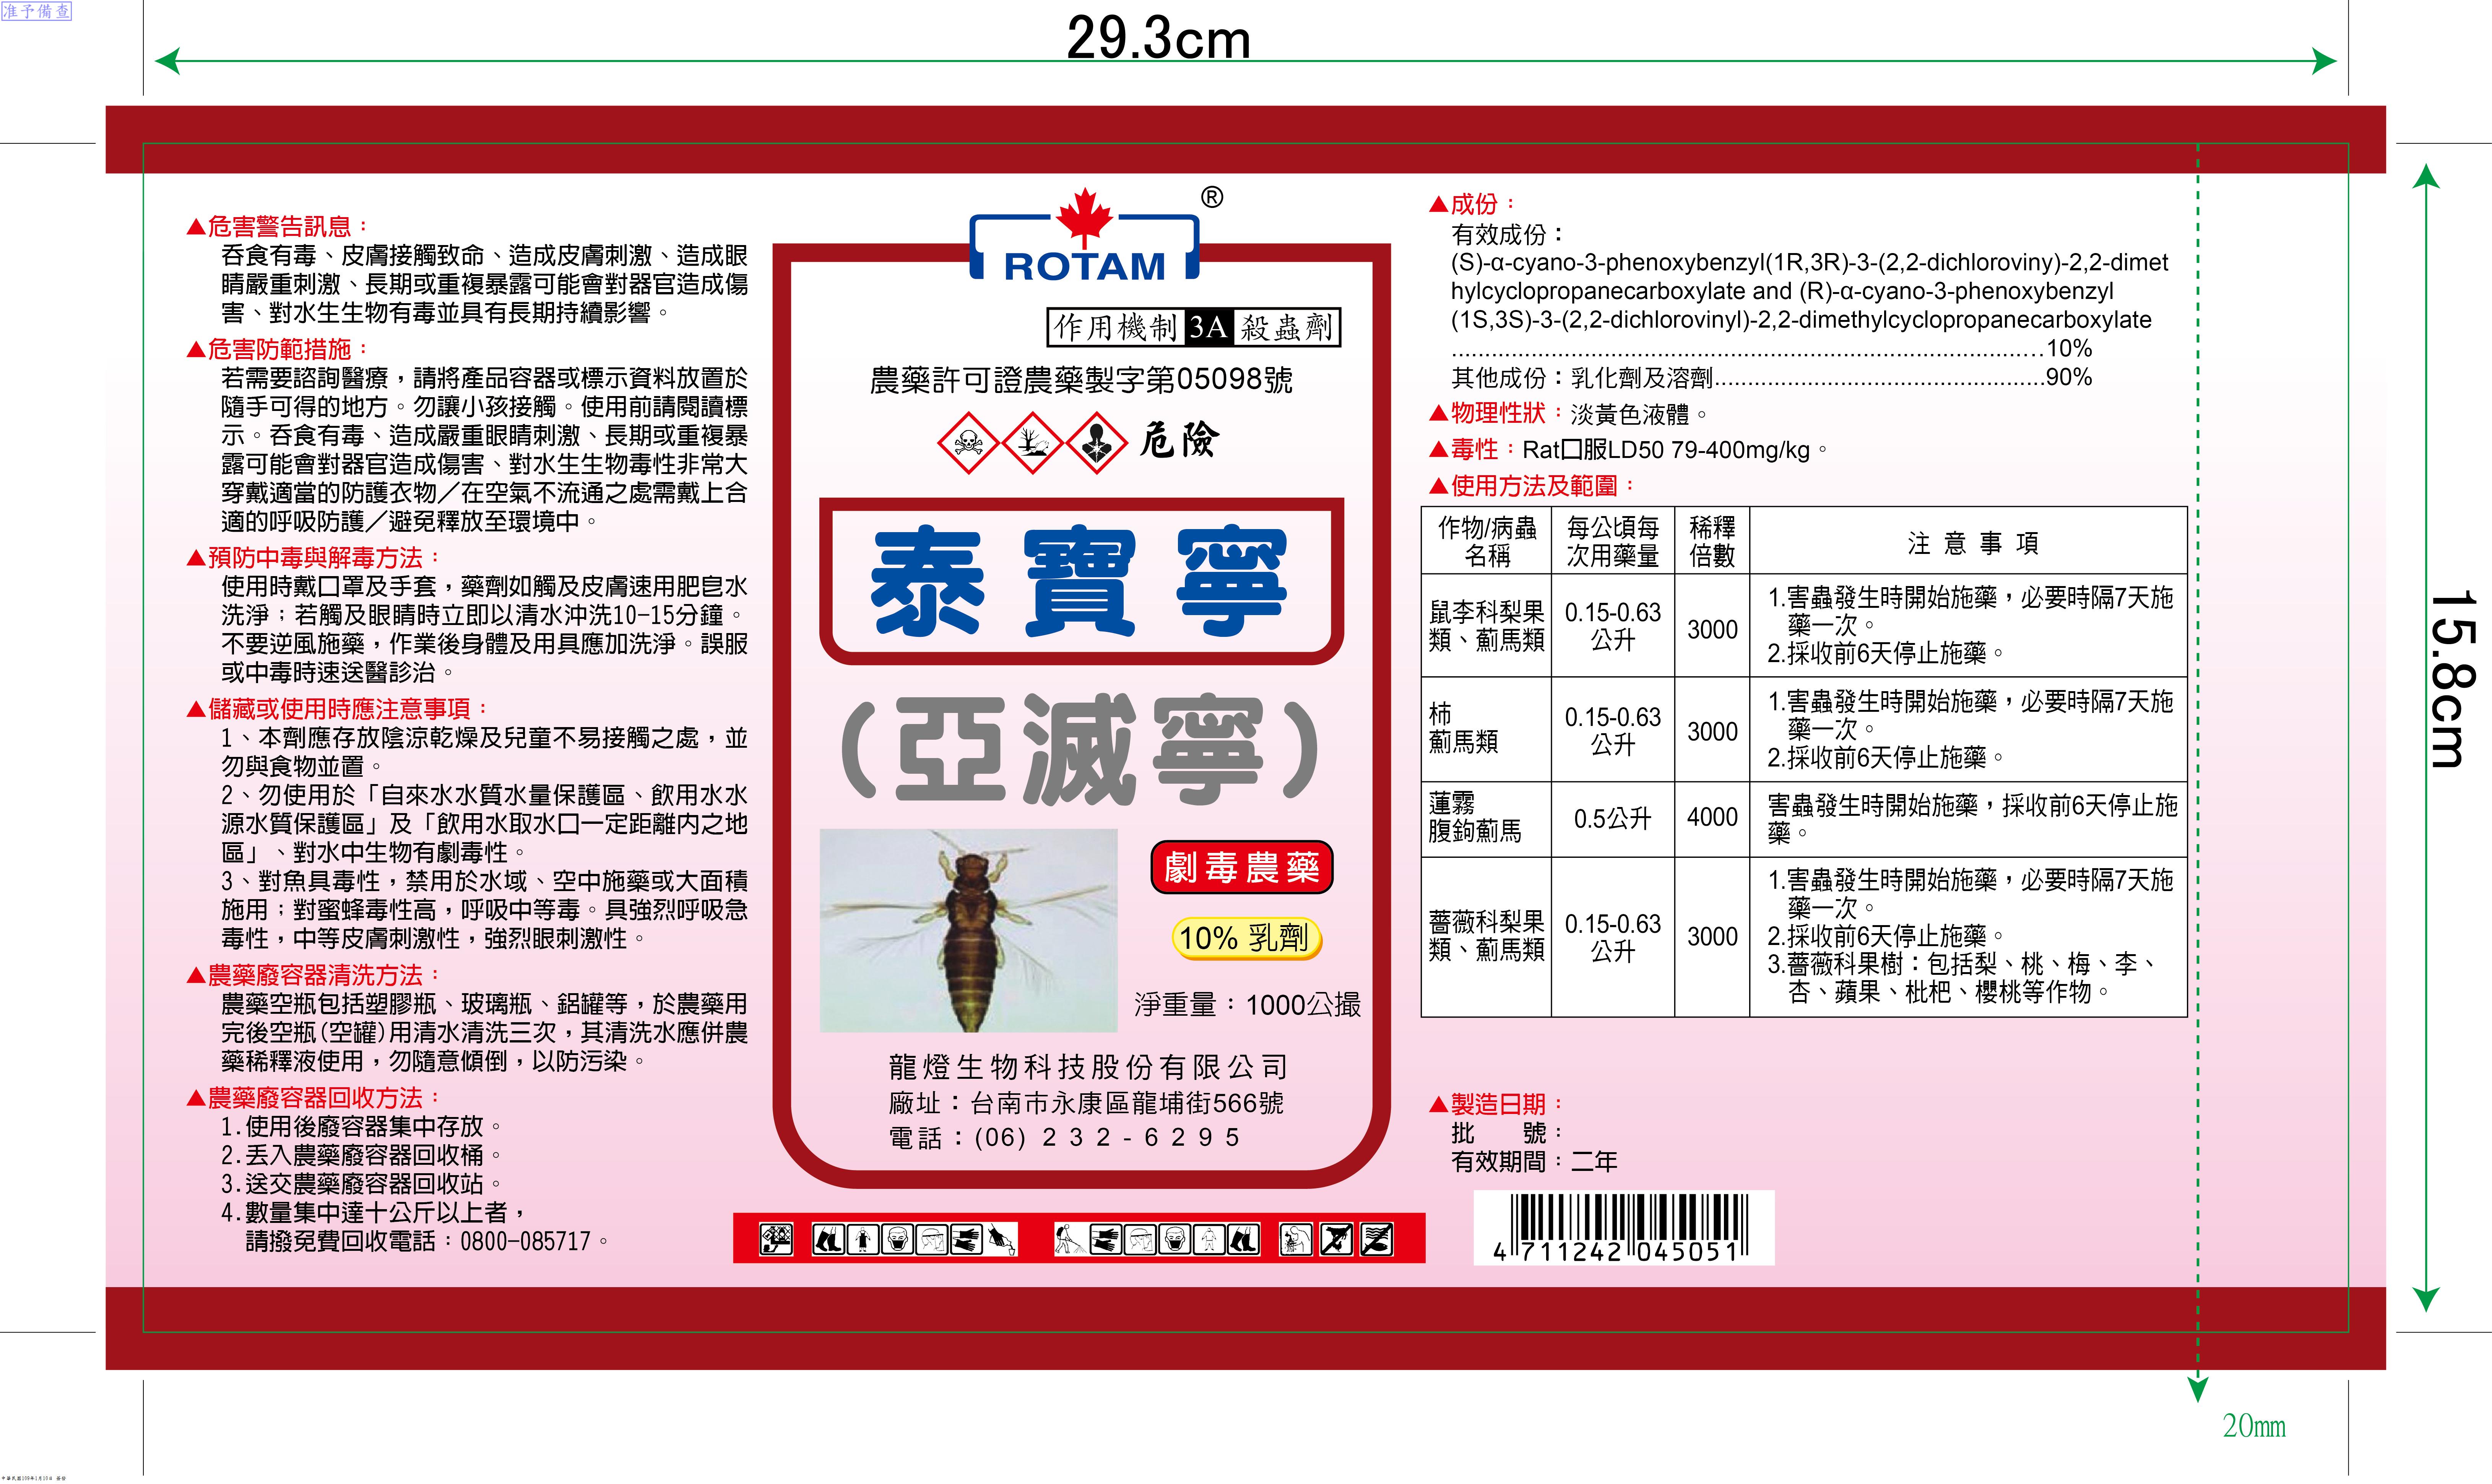 准予備查
29.3cm
▲危害警告訊息：
吞食有毒、皮膚接觸致命、造成皮膚刺激、造成眼
睛嚴重刺激、長期或重複暴露可能會對器官造成傷
害、對水生生物有毒並具有長期持續影響。
▲危害防範措施：
若需要諮詢醫療，請將產品容器或標示資料放置於
隨手可得的地方。勿讓小孩接觸。使用前請閱讀標
示。吞食有毒、造成嚴重眼睛刺激、長期或重複暴
露可能會對器官造成傷害、對水生生物毒性非常大
穿戴適當的防護衣物／在空氣不流通之處需戴上合
適的呼吸防護／避免釋放至環境中。
▲預防中毒與解毒方法：
使用時戴口罩及手套，藥劑如觸及皮膚速用肥皂水
洗淨；若觸及眼睛時立即以清水沖洗10-15分鐘。
不要逆風施藥，作業後身體及用具應加洗淨。誤服
或中毒時速送醫診治。
▲儲藏或使用時應注意事項：
1、本劑應存放陰涼乾燥及兒童不易接觸之處，並
勿與食物並置。
2、勿使用於「自來水水質水量保護區、飲用水水
源水質保護區」及「飲用水取水口一定距離內之地
區」、對水中生物有劇毒性。
3、對魚具毒性，禁用於水域、空中施藥或大面積
施用；對蜜蜂毒性高，呼吸中等毒。具強烈呼吸急
毒性，中等皮膚刺激性，強烈眼刺激性。
▲農藥廢容器清洗方法：
農藥空瓶包括塑膠瓶、玻璃瓶、鋁罐等，於農藥用
完後空瓶(空罐)用清水清洗三次，其清洗水應併農
藥稀釋液使用，勿隨意傾倒，以防污染。
▲農藥廢容器回收方法：
1.使用後廢容器集中存放。
2.丟入農藥廢容器回收桶。
3.送交農藥廢容器回收站。
4.數量集中達十公斤以上者，
請撥免費回收電話：0800-085717。
®
ROTAM
作用機制 3A 殺蟲劑
農藥許可證農藥製字第05098號
危險
泰寶寧
(亞滅寧)
劇毒農藥
10% 乳劑
淨重量：1000公撮
龍燈生物科技股份有限公司
廠址：台南市永康區龍埔街566號
電話：(06) 232-6295
▲成份：
有效成份：
(S)-α-cyano-3-phenoxybenzyl(1R,3R)-3-(2,2-dichloroviny)-2,2-dimet
hylcyclopropanecarboxylate and (R)-α-cyano-3-phenoxybenzyl
(1S,3S)-3-(2,2-dichlorovinyl)-2,2-dimethylcyclopropanecarboxylate
..........................................................................................10%
其他成份：乳化劑及溶劑..................................................90%
▲物理性狀：淡黃色液體。
▲毒性：Rat口服LD50 79-400mg/kg。
▲使用方法及範圍：
作物/病蟲名稱 每公頃每次用藥量 稀釋倍數 注意事項
鼠李科梨果類、薊馬類 0.15-0.63公升 3000 1.害蟲發生時開始施藥，必要時隔7天施
藥一次。
2.採收前6天停止施藥。
柿 薊馬類 0.15-0.63公升 3000 1.害蟲發生時開始施藥，必要時隔7天施
藥一次。
2.採收前6天停止施藥。
蓮霧 腹鉤薊馬 0.5公升 4000 害蟲發生時開始施藥，採收前6天停止施
藥。
薔薇科梨果類、薊馬類 0.15-0.63公升 3000 1.害蟲發生時開始施藥，必要時隔7天施
藥一次。
2.採收前6天停止施藥。
3.薔薇科果樹：包括梨、桃、梅、李、
杏、蘋果、枇杷、櫻桃等作物。
▲製造日期：
批　　號：
有效期間：二年
4 711242 045051
15.8cm
20mm